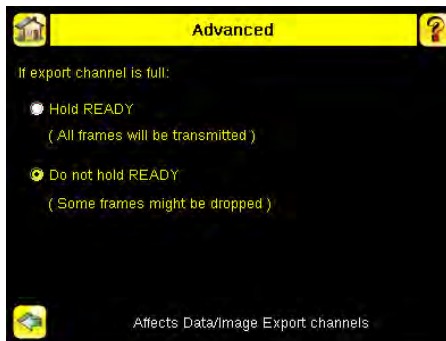 Advanced
?
If export channel is full:
Hold READY
( All frames will be transmitted )
Do not hold READY
( Some frames might be dropped )
Affects Data/Image Export channels